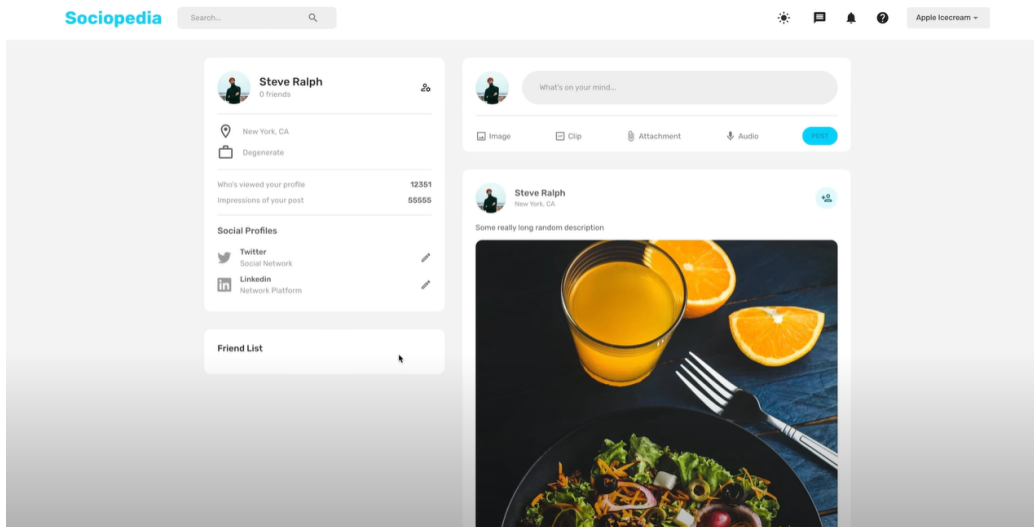 Sociopedia
Search...
Apple Icecream
Steve Ralph
0 friends
New York, CA
Degenerate
Who's viewed your profile 12351
Impressions of your post 55555
Social Profiles
Twitter
Social Network
Linkedin
Network Platform
Friend List
What's on your mind...
Image Clip Attachment Audio POST
Steve Ralph
New York, CA
Some really long random description